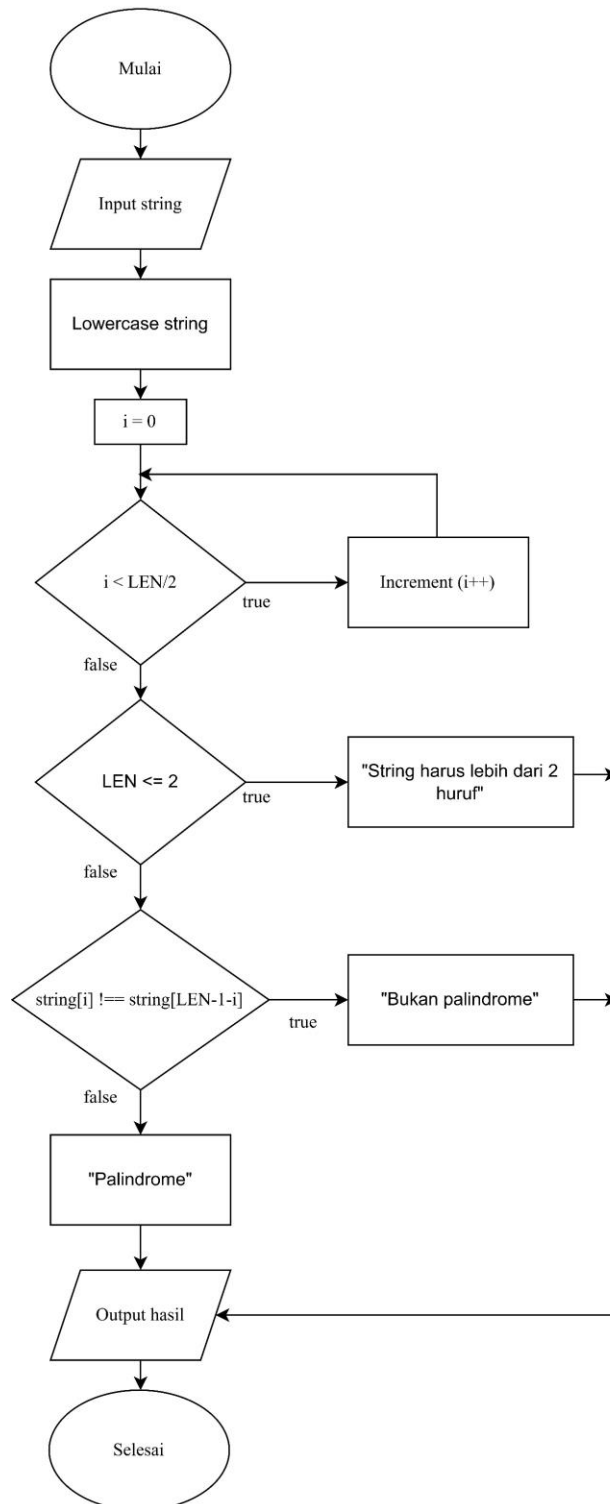 Mulai
Input string
Lowercase string
i = 0
i < LEN/2
true
Increment (i++)
false
LEN <= 2
true
"String harus lebih dari 2
huruf"
false
string[i] !== string[LEN-1-i]
true
"Bukan palindrome"
false
"Palindrome"
Output hasil
Selesai